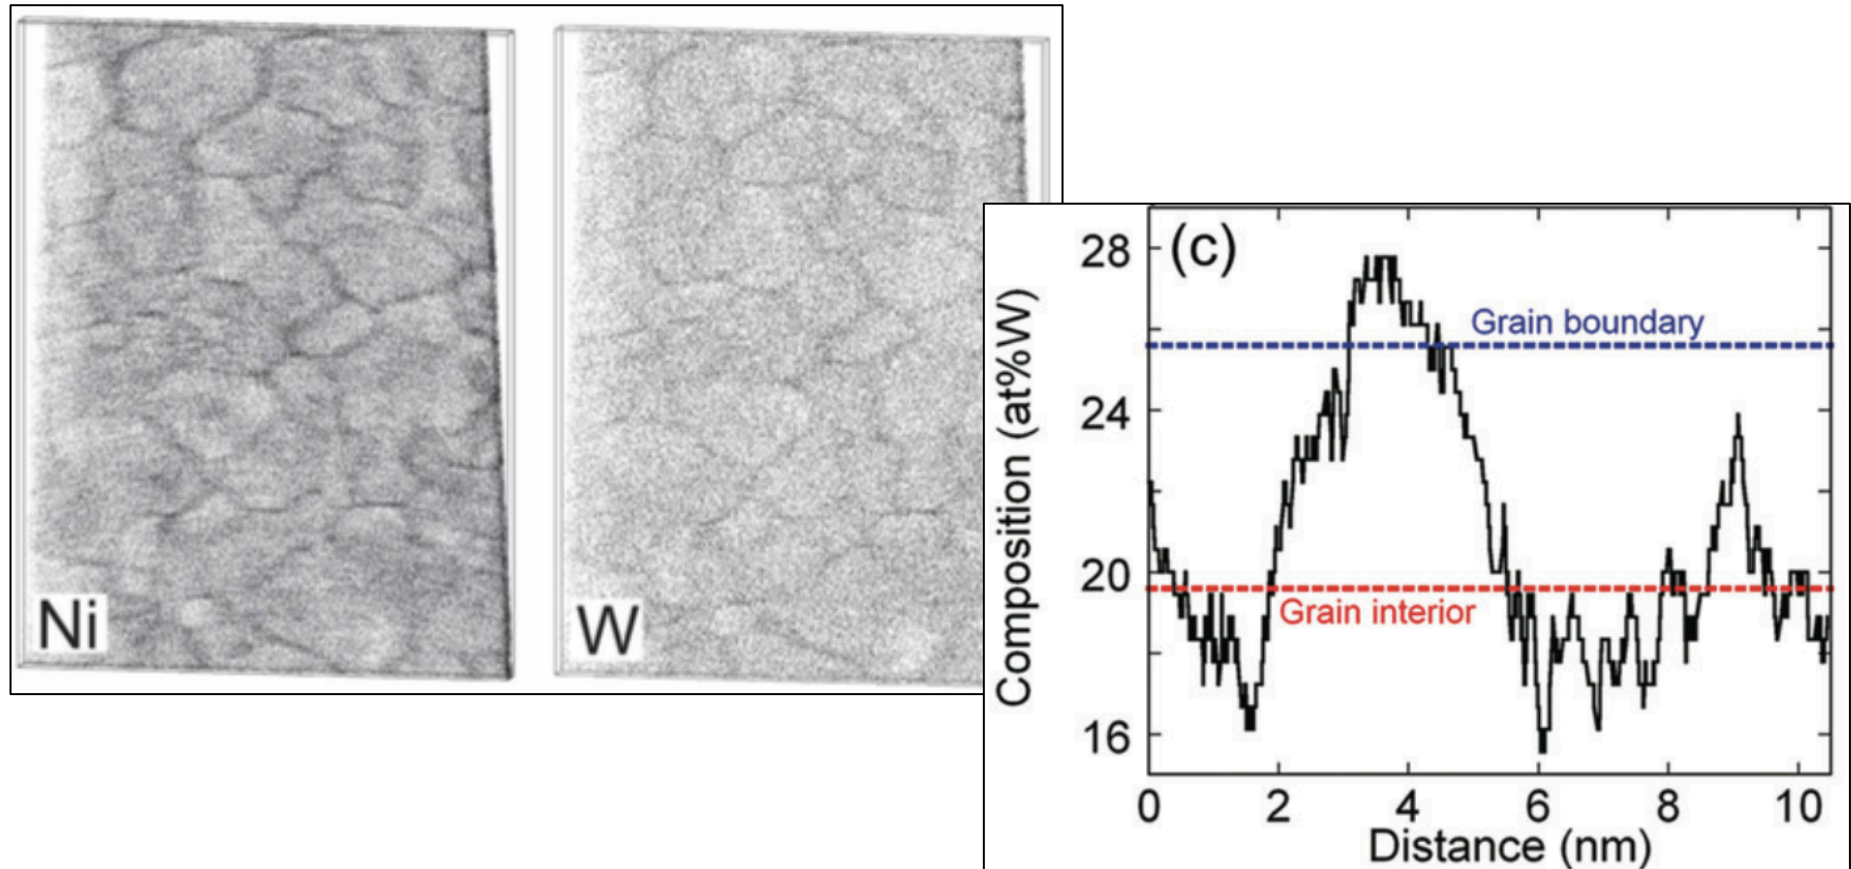 Ni
W
(c)
28
24
20
16
Composition (at%W)
Grain boundary
Grain interior
0 2 4 6 8 10
Distance (nm)